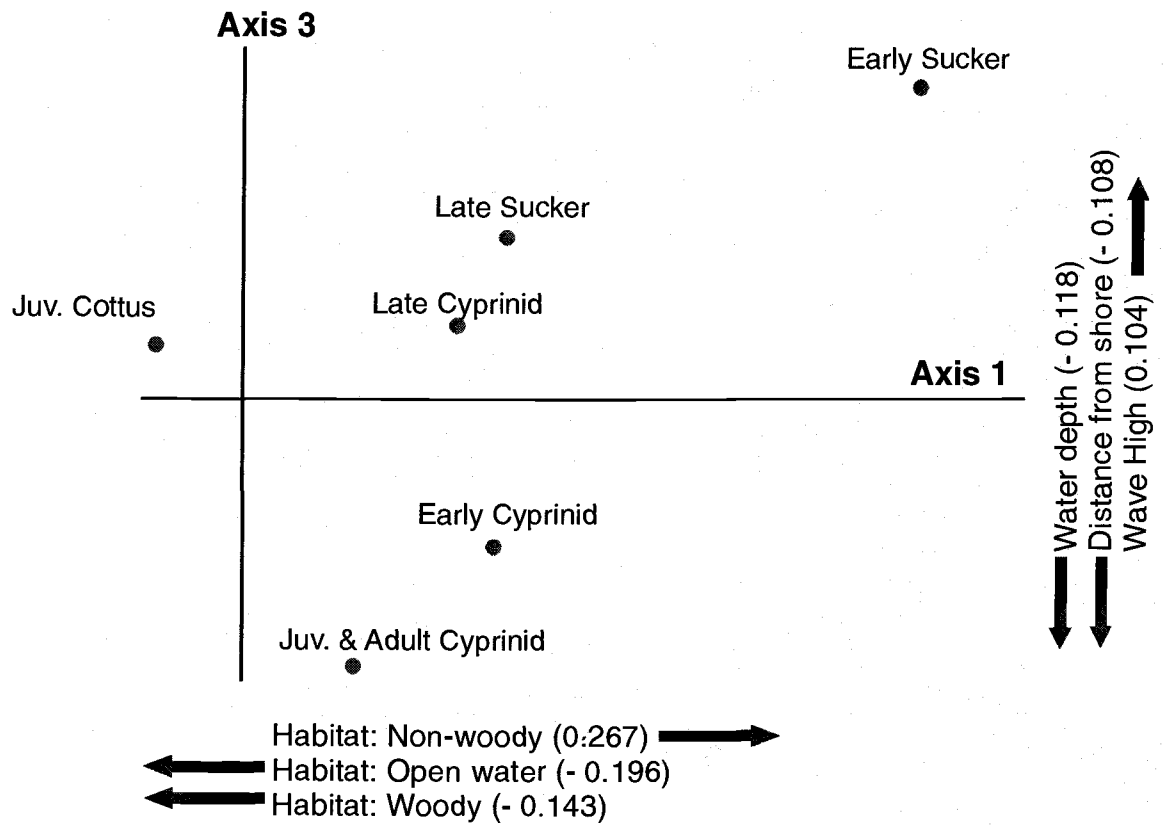 Axis 3
Early Sucker
Late Sucker
Juv. Cottus
Late Cyprinid
Axis 1
Early Cyprinid
Juv. & Adult Cyprinid
Water depth (- 0.118)
Distance from shore (- 0.108)
Wave High (0.104)
Habitat: Non-woody (0.267)
Habitat: Open water (- 0.196)
Habitat: Woody (- 0.143)